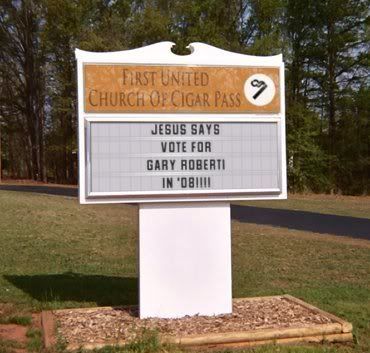 FIRST UNITED
CHURCH OF CIGAR PASS
JESUS SAYS
VOTE FOR
GARY ROBERTI
IN '08!!!!